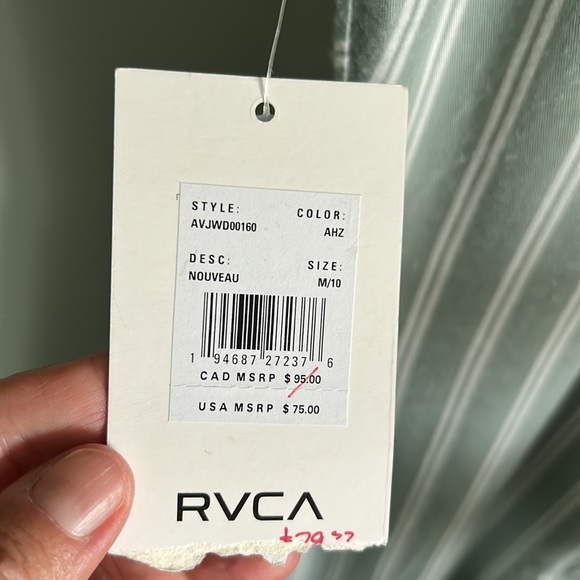 STYLE: COLOR:
AVJWD00160 AHZ
DESC: SIZE:
NOUVEAU M/10
1 94687 27237 6
CAD MSRP $95.00
USA MSRP $75.00
RVCA